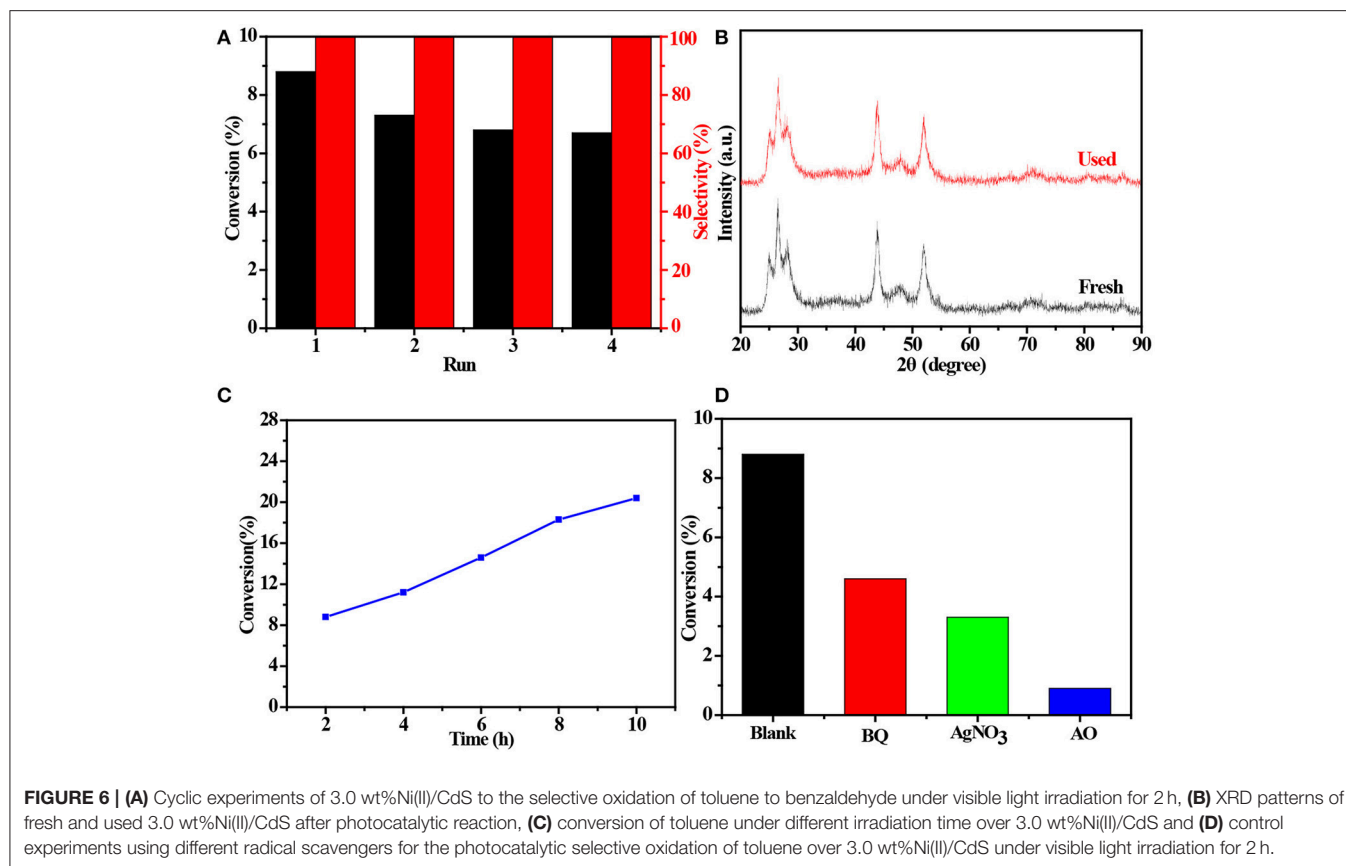 A
10
8
6
4
2
0
Conversion (%)
1 2 3 4
Run
100
80
60
40
20
0
Selectivity (%)
B
Intensity (a.u.)
Used
Fresh
20 30 40 50 60 70 80 90
2θ (degree)
C
28
24
20
16
12
8
4
0
Conversion(%)
2 4 6 8 10
Time (h)
D
10
8
6
4
2
0
Conversion (%)
Blank BQ AgNO3 AO
FIGURE 6 | (A) Cyclic experiments of 3.0 wt%Ni(II)/CdS to the selective oxidation of toluene to benzaldehyde under visible light irradiation for 2 h, (B) XRD patterns of
fresh and used 3.0 wt%Ni(II)/CdS after photocatalytic reaction, (C) conversion of toluene under different irradiation time over 3.0 wt%Ni(II)/CdS and (D) control
experiments using different radical scavengers for the photocatalytic selective oxidation of toluene over 3.0 wt%Ni(II)/CdS under visible light irradiation for 2 h.